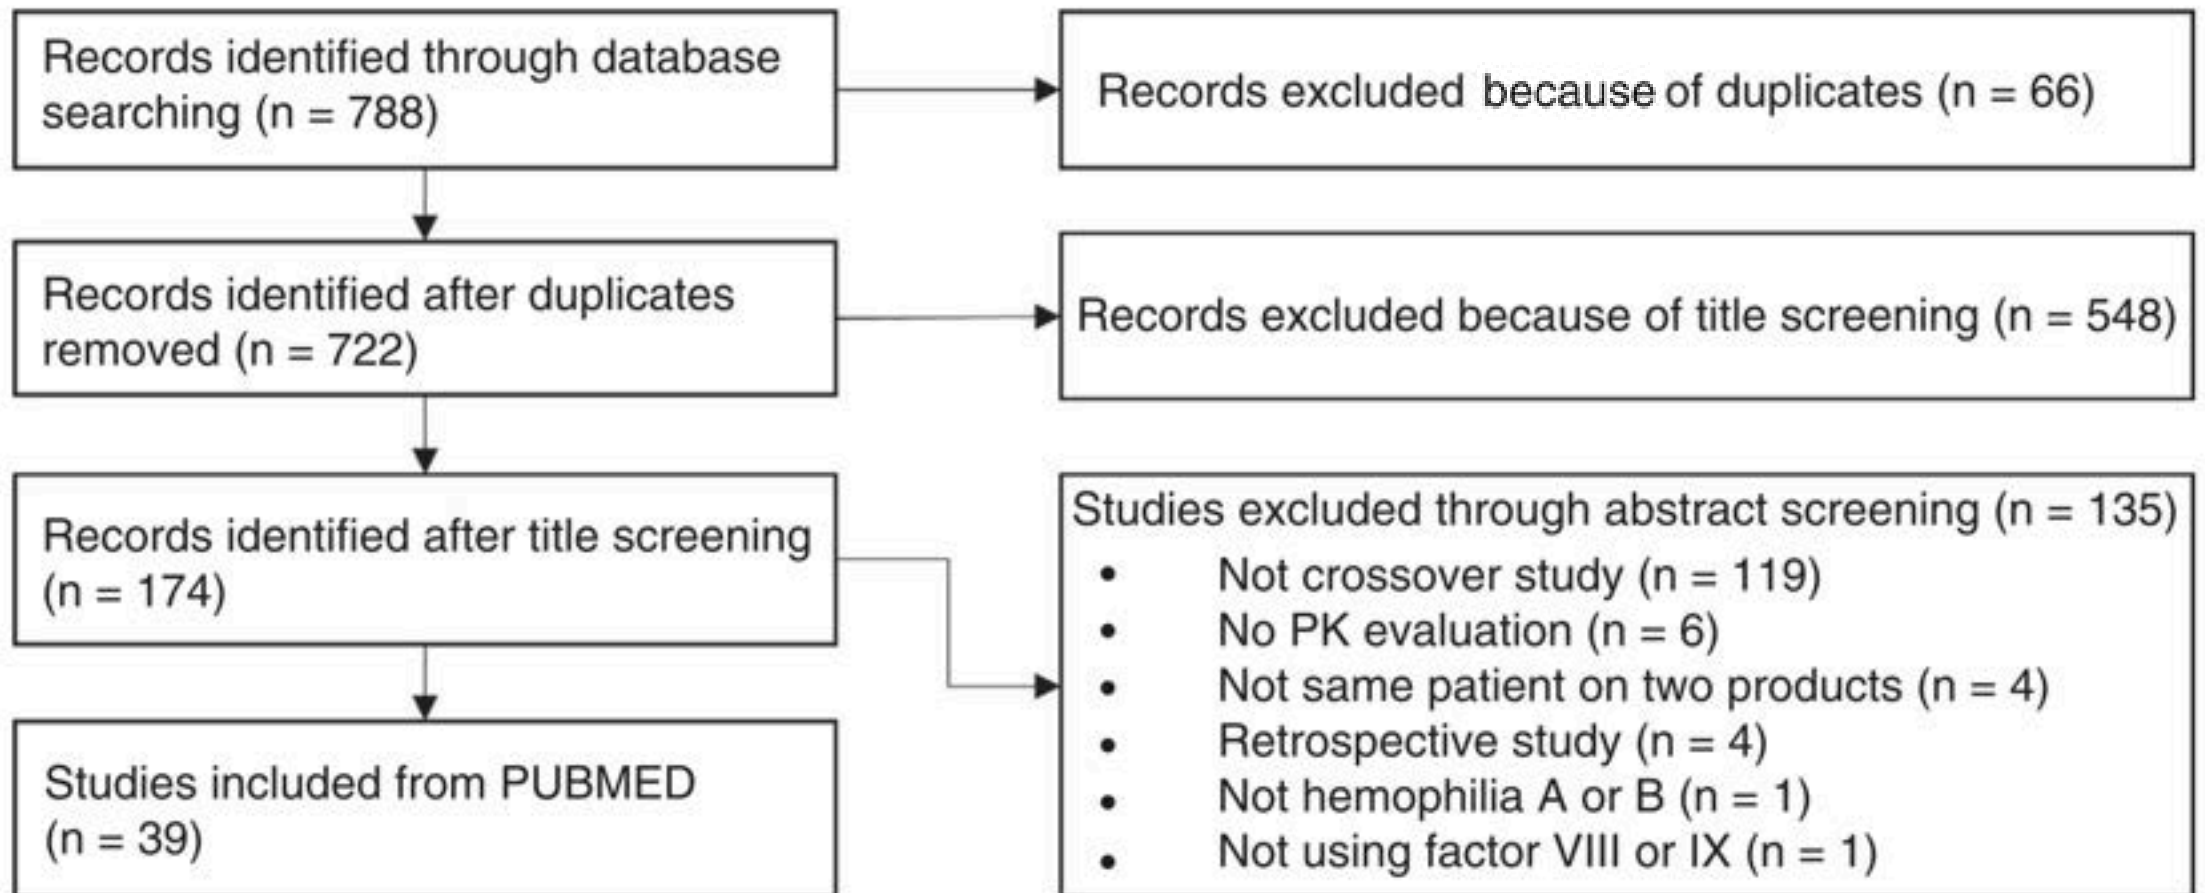 Records identified through database
searching (n = 788)
Records excluded because of duplicates (n = 66)
Records identified after duplicates
removed (n = 722)
Records excluded because of title screening (n = 548)
Records identified after title screening
(n = 174)
Studies excluded through abstract screening (n = 135)
• Not crossover study (n = 119)
• No PK evaluation (n = 6)
• Not same patient on two products (n = 4)
• Retrospective study (n = 4)
• Not hemophilia A or B (n = 1)
• Not using factor VIII or IX (n = 1)
Studies included from PUBMED
(n = 39)